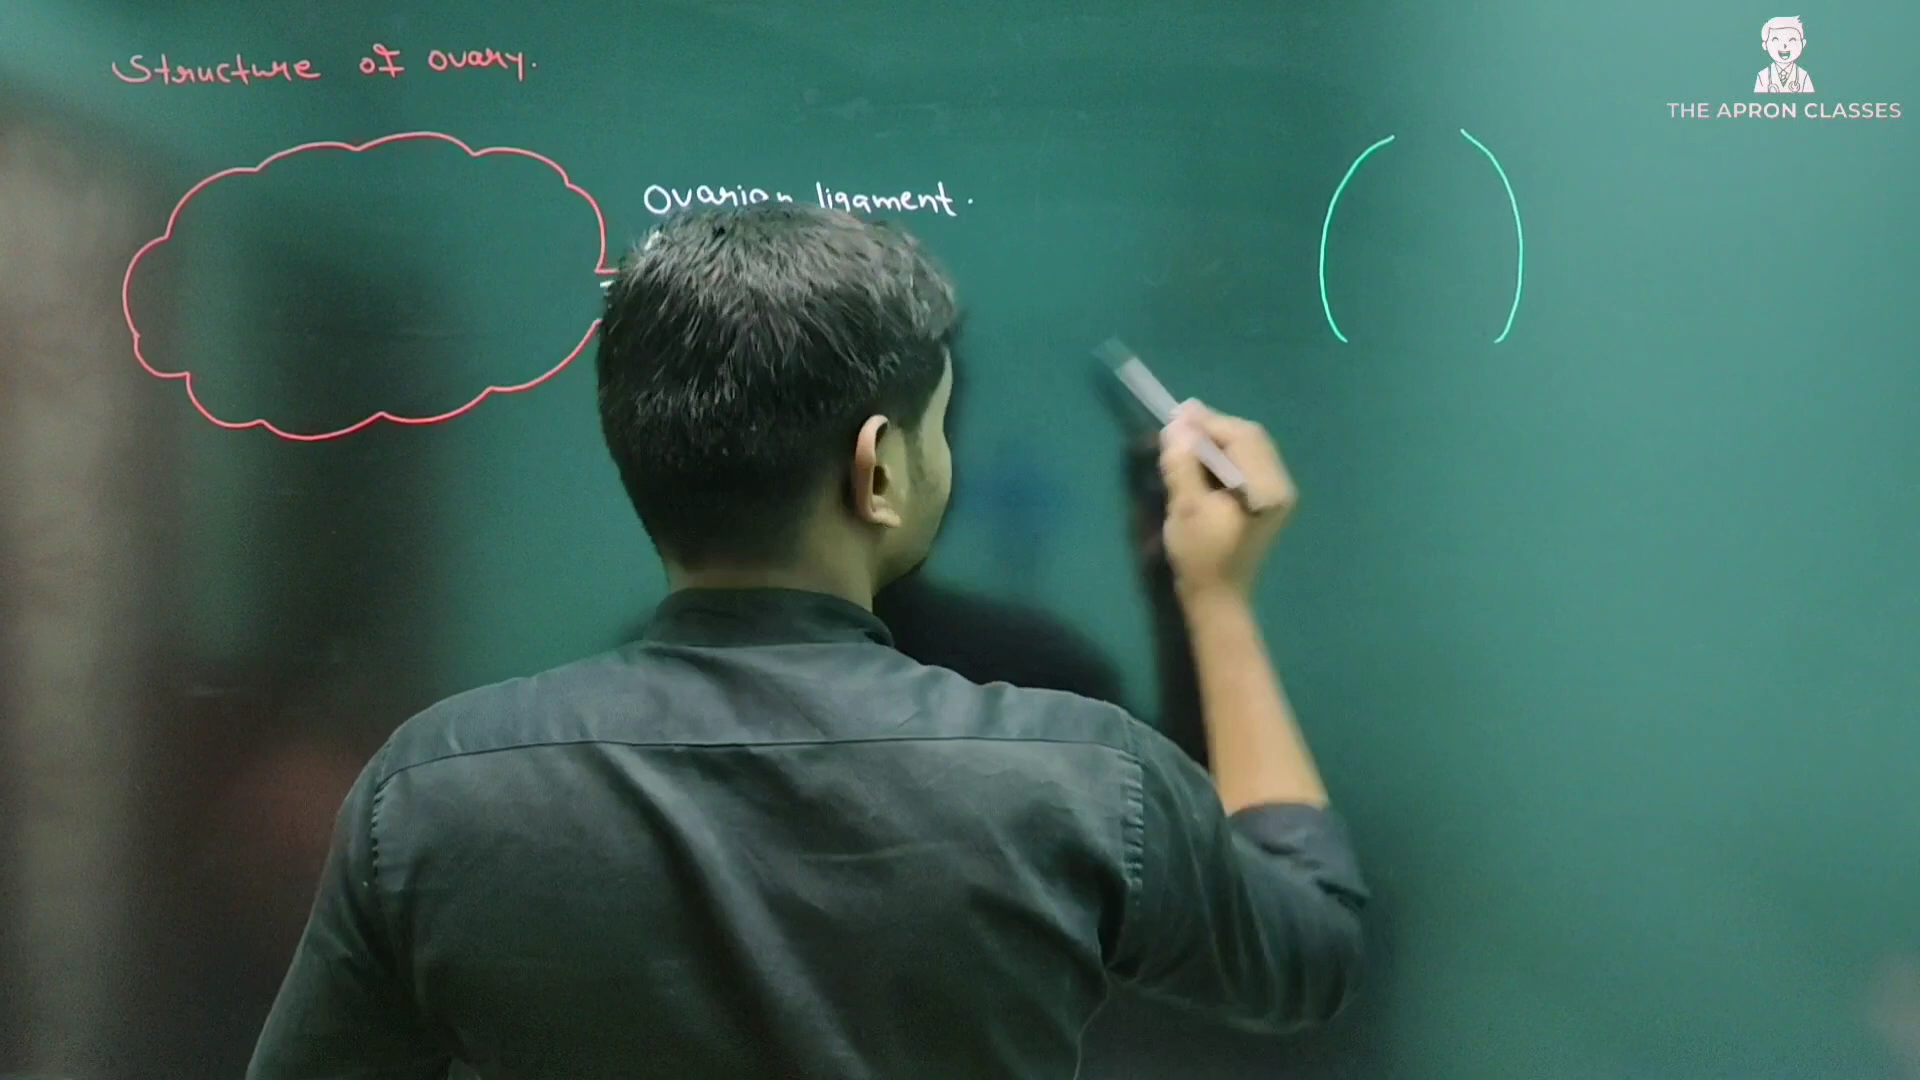 Structure of ovary.
Ovarian ligament.
THE APRON CLASSES